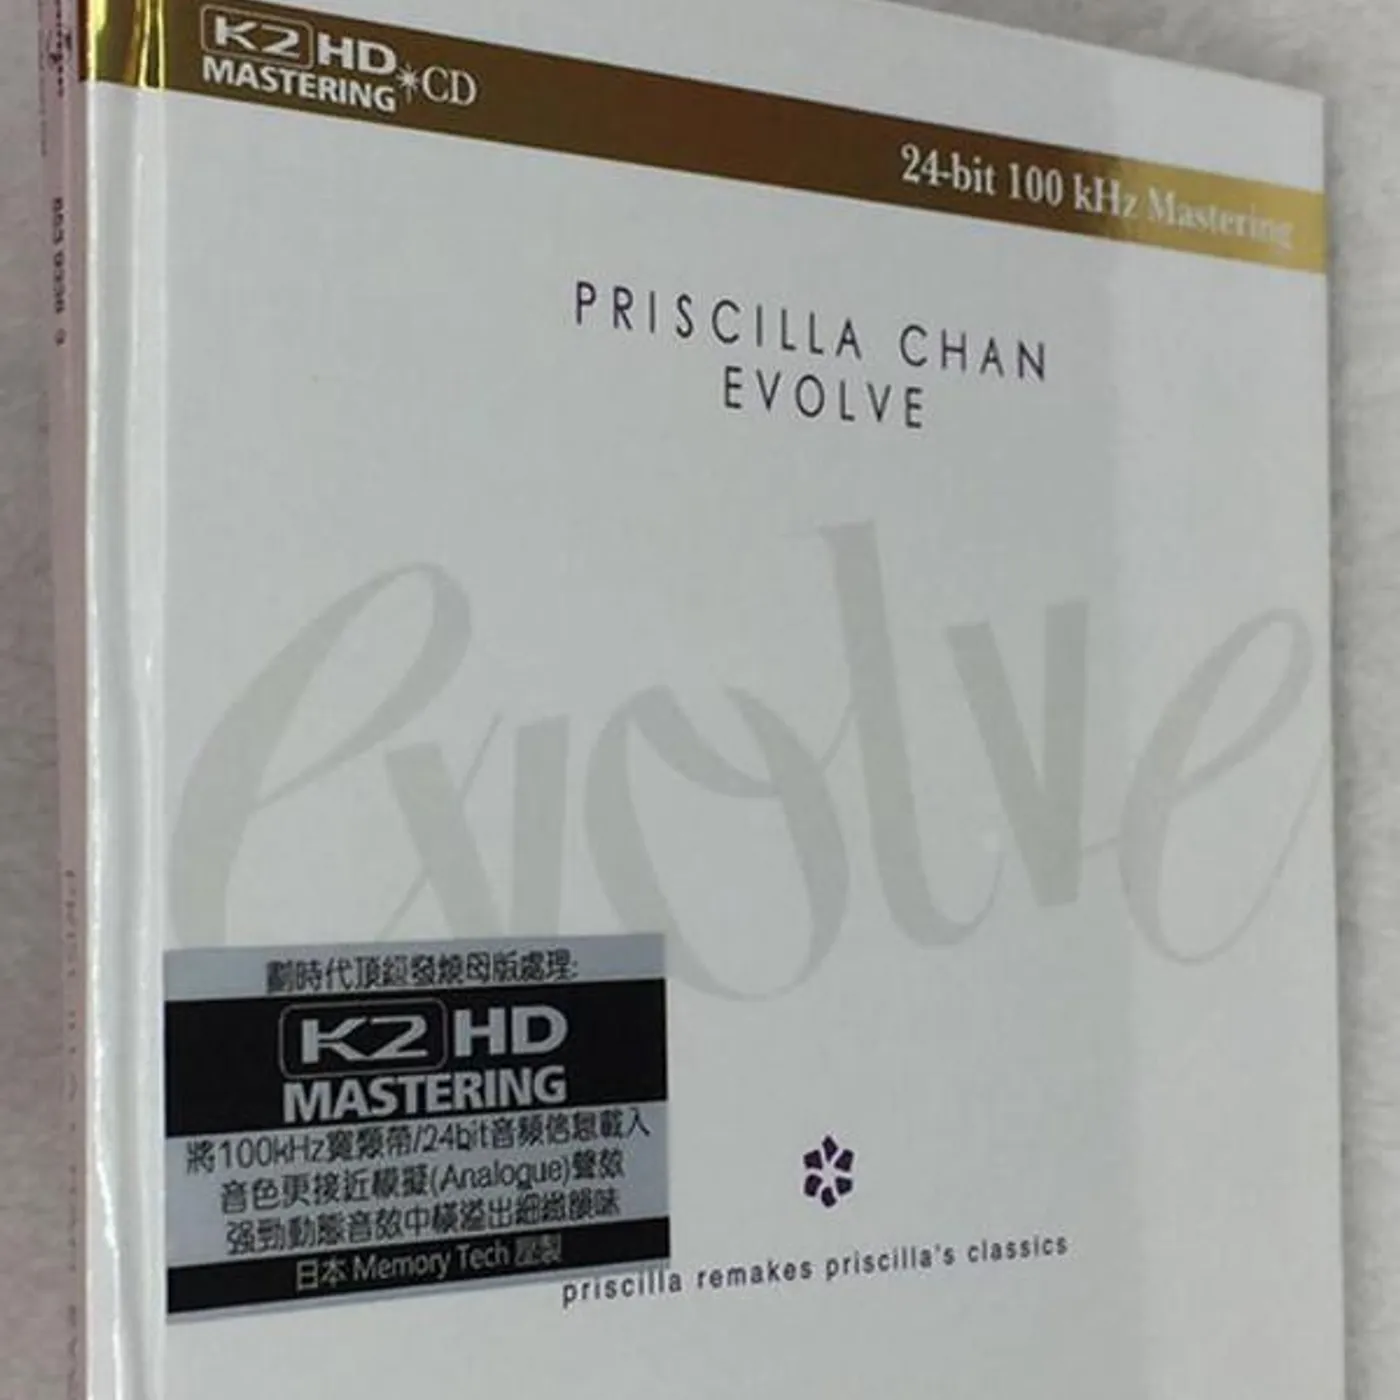 K2 HD
MASTERING
CD
24-bit 100 kHz Mastering
PRISCILLA CHAN
EVOLVE
evolve
劃時代頂級發燒母版處理:
K2 HD
MASTERING
將100kHz寬頻帶/24bit音頻信息載入
音色更接近模擬(Analogue)聲效
强勁動態音效中橫溢出細緻韻味
日本 Memory Tech 壓製
priscilla remakes priscilla's classics